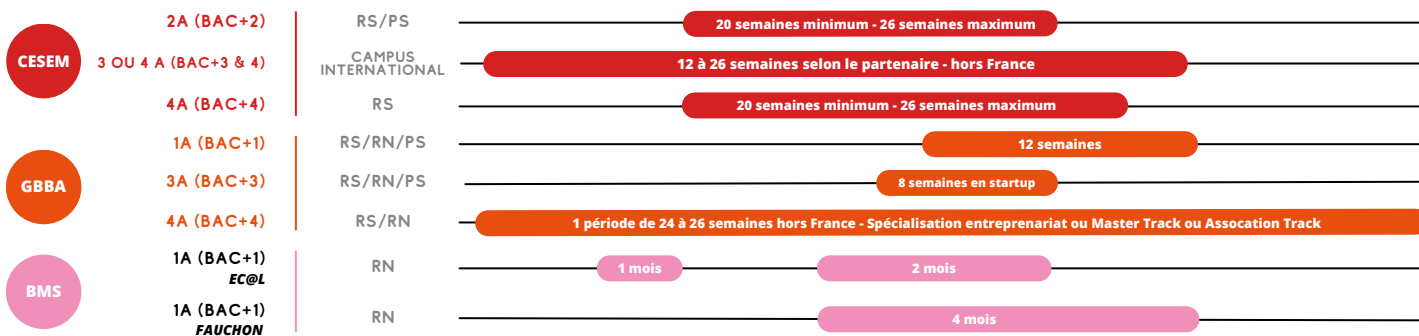 CESEM
2A (BAC+2) RS/PS 20 semaines minimum - 26 semaines maximum
3 OU 4 A (BAC+3 & 4) CAMPUS INTERNATIONAL 12 à 26 semaines selon le partenaire - hors France
4A (BAC+4) RS 20 semaines minimum - 26 semaines maximum
GBBA
1A (BAC+1) RS/RN/PS 12 semaines
3A (BAC+3) RS/RN/PS 8 semaines en startup
4A (BAC+4) RS/RN 1 période de 24 à 26 semaines hors France - Spécialisation entreprenariat ou Master Track ou Assocation Track
BMS
1A (BAC+1) RN 1 mois 2 mois
EC@L
1A (BAC+1) RN 4 mois
FAUCHON